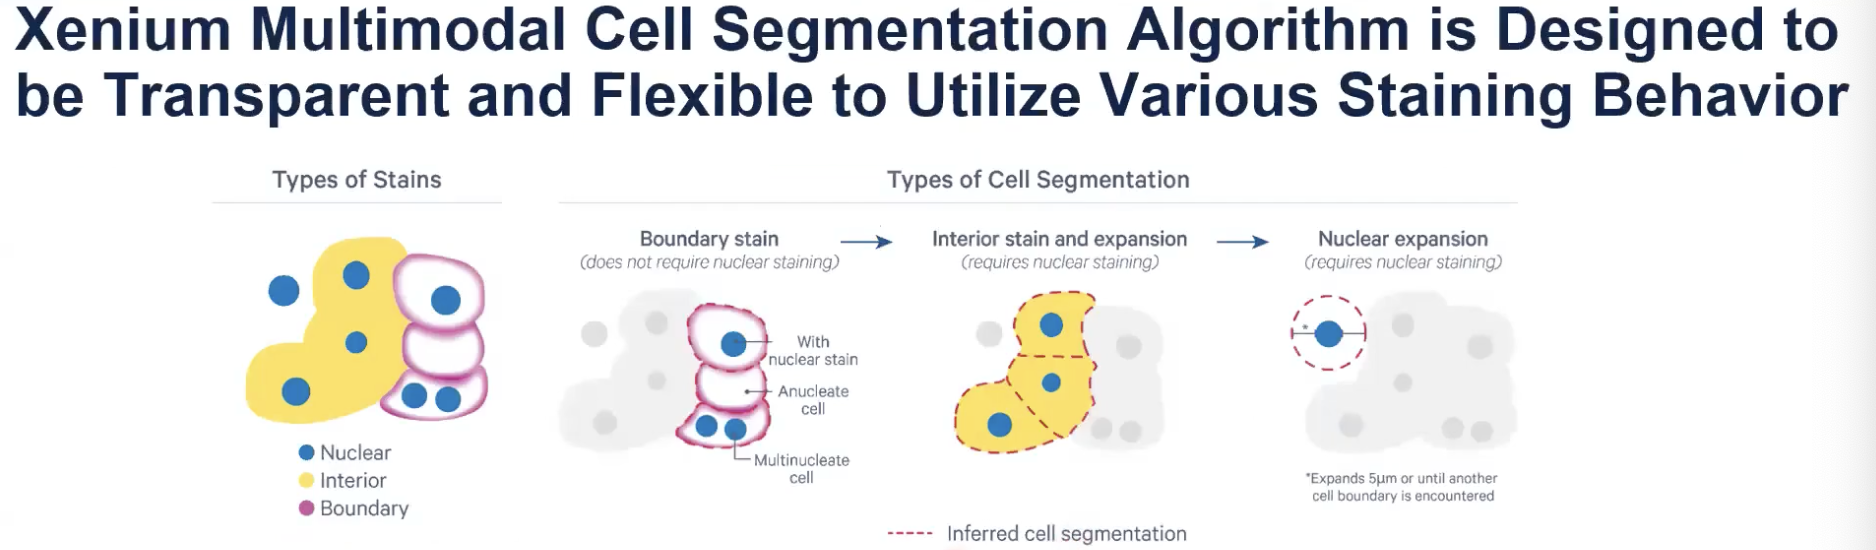 Xenium Multimodal Cell Segmentation Algorithm is Designed to
be Transparent and Flexible to Utilize Various Staining Behavior
Types of Stains
Nuclear
Interior
Boundary
Types of Cell Segmentation
Boundary stain
(does not require nuclear staining)
With
nuclear stain
Anucleate
cell
Multinucleate
cell
Interior stain and expansion
(requires nuclear staining)
Nuclear expansion
(requires nuclear staining)
*
*Expands 5µm or until another
cell boundary is encountered
Inferred cell segmentation